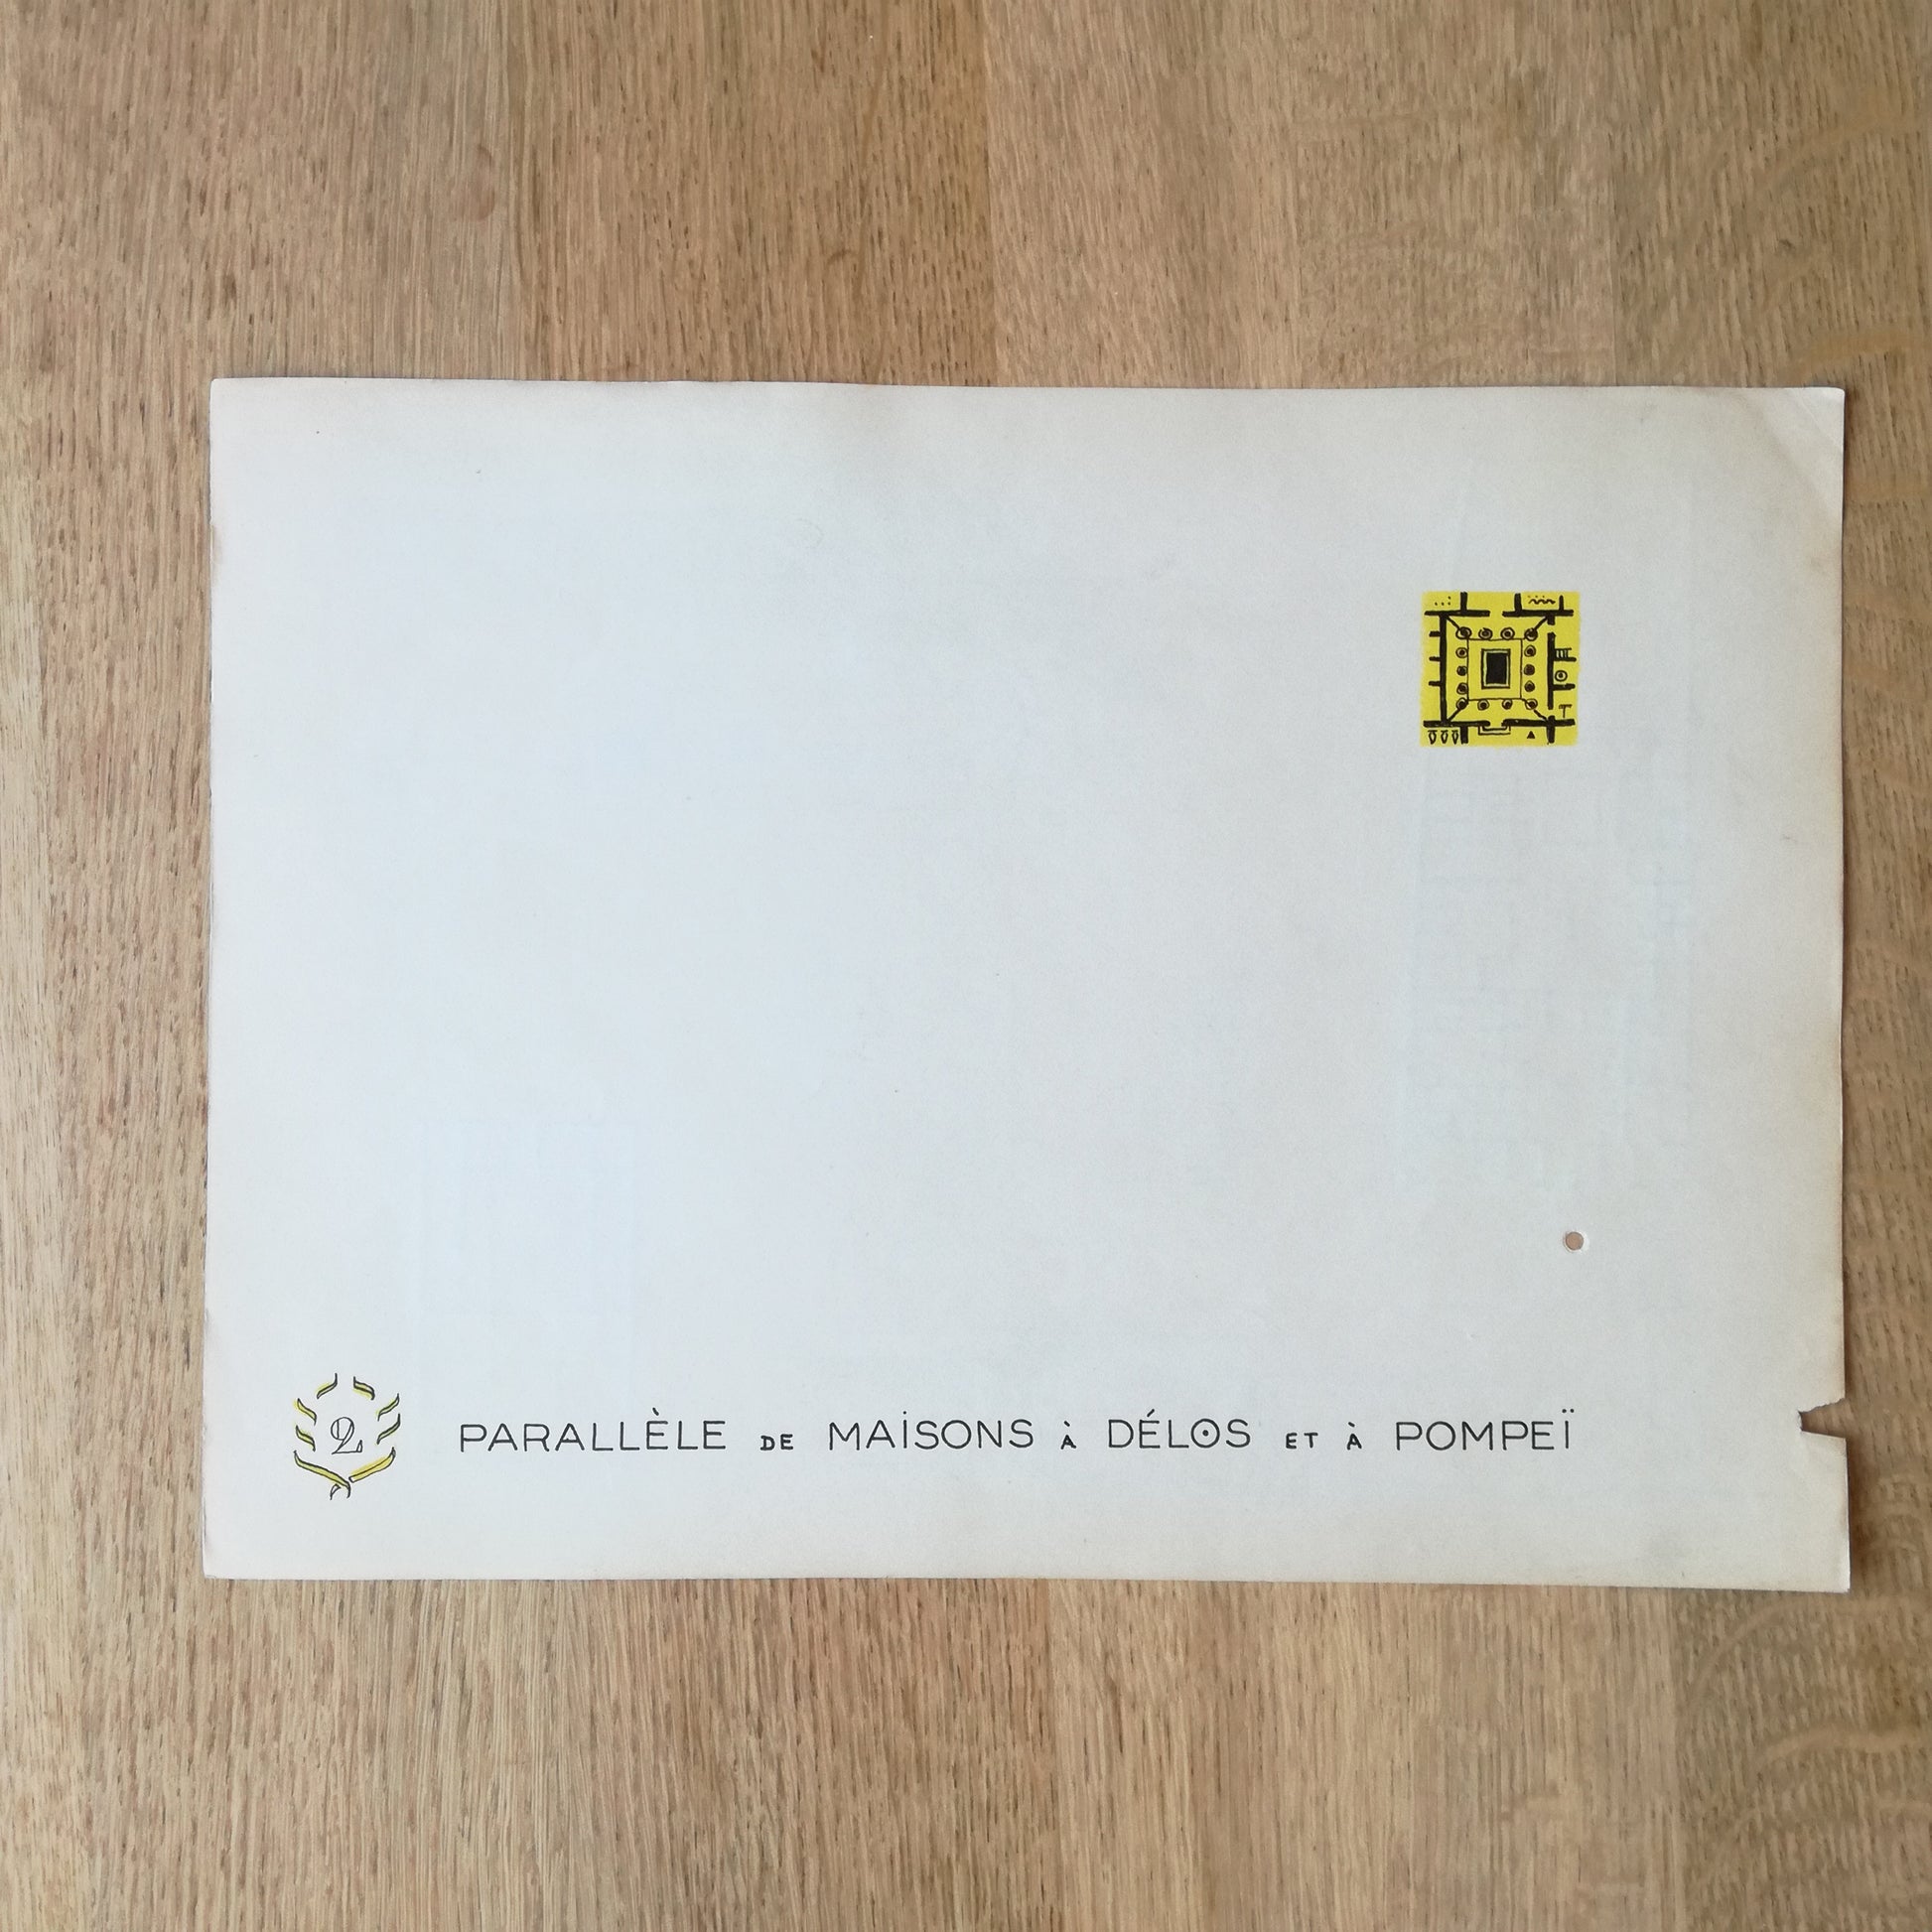 2 PARALLÈLE DE MAISONS À DÉLOS ET À POMPEÏ